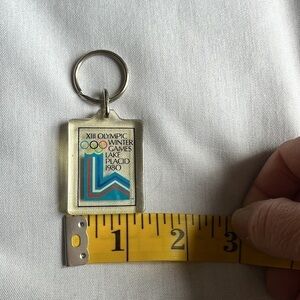 XIII OLYMPIC
WINTER
GAMES
LAKE
PLACID
1980
1 2 3